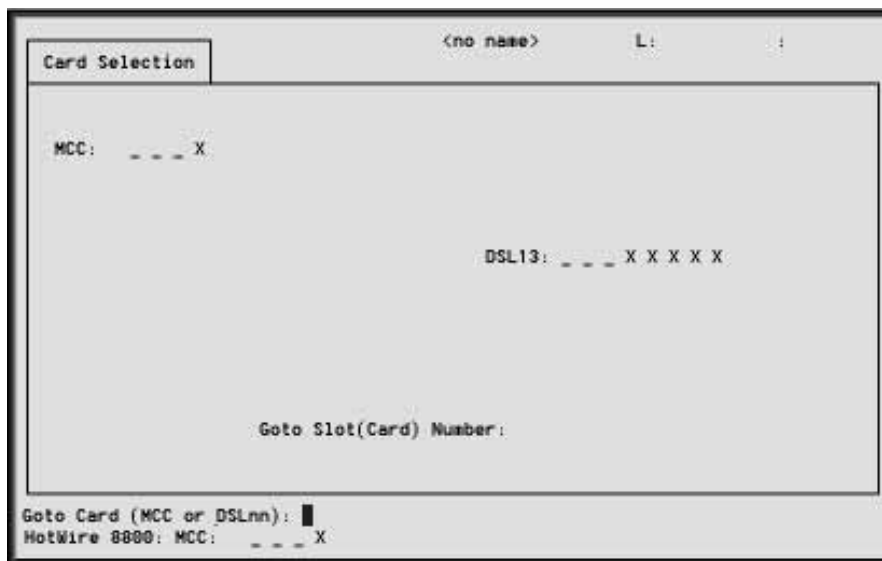 <no name> L: :
Card Selection
MCC: _ _ _ X
DSL13: _ _ _ X X X X X
Goto Slot(Card) Number:
Goto Card (MCC or DSLnn):
HotWire 8800: MCC: _ _ _ X